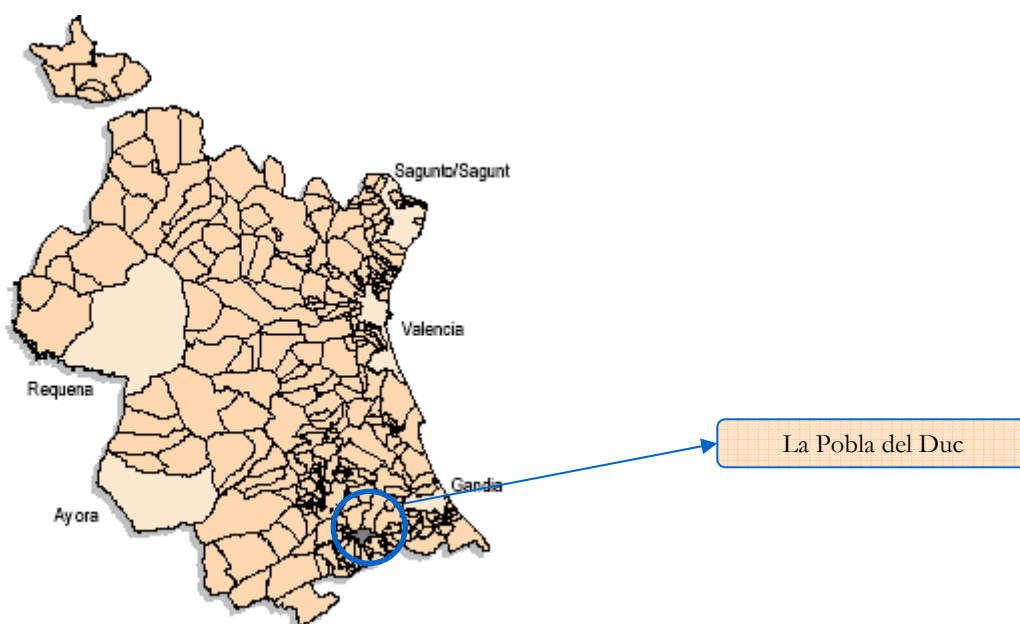 Sagunto/Sagunt
Valencia
Requena
La Pobla del Duc
Gandia
Ayora